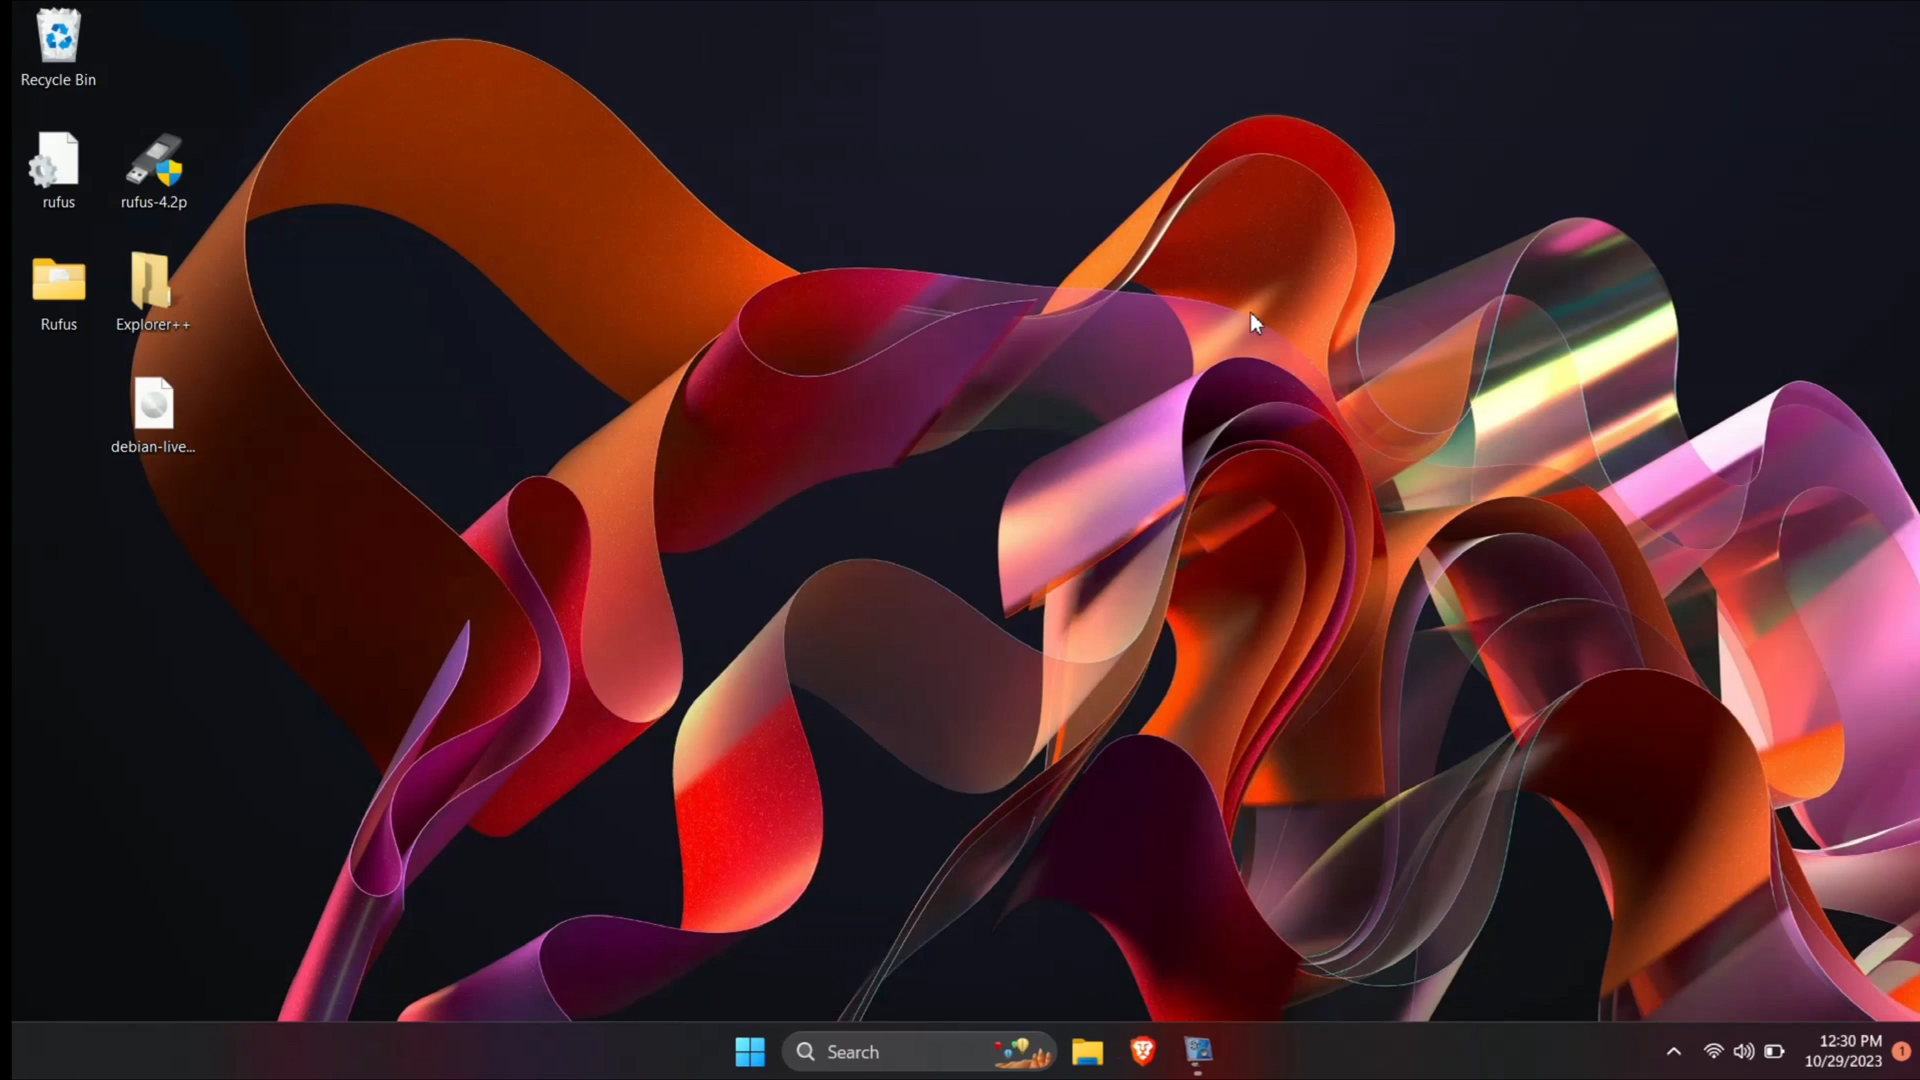 Recycle Bin
rufus
rufus-4.2p
Rufus
Explorer++
debian-live...
Search
12:30 PM
10/29/2023
1